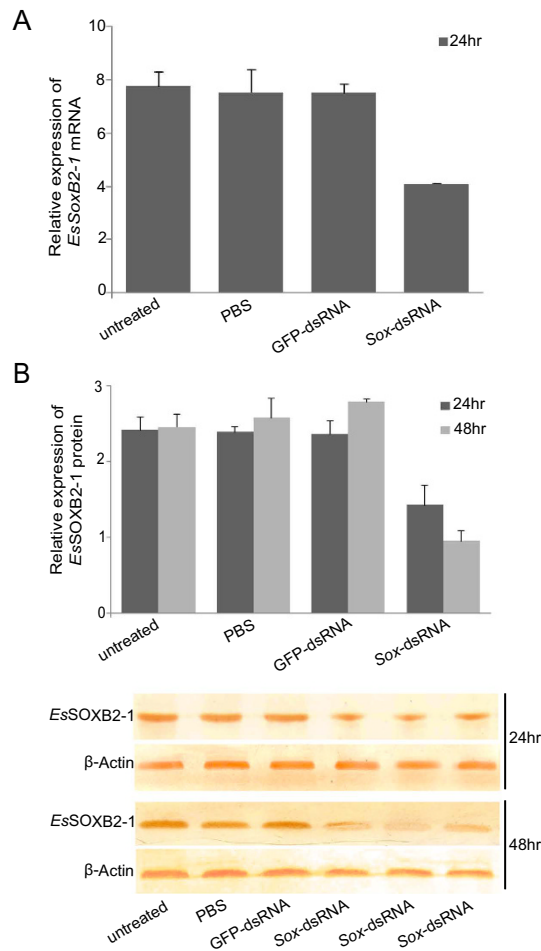 A
Relative expression of
EsSoxB2-1 mRNA
10
8
6
4
2
0
24hr
untreated
PBS
GFP-dsRNA
Sox-dsRNA
B
Relative expression of
EsSOXB2-1 protein
3
2
1
0
24hr
48hr
untreated
PBS
GFP-dsRNA
Sox-dsRNA
EsSOXB2-1
β-Actin
24hr
EsSOXB2-1
β-Actin
48hr
untreated
PBS
GFP-dsRNA
Sox-dsRNA
Sox-dsRNA
Sox-dsRNA